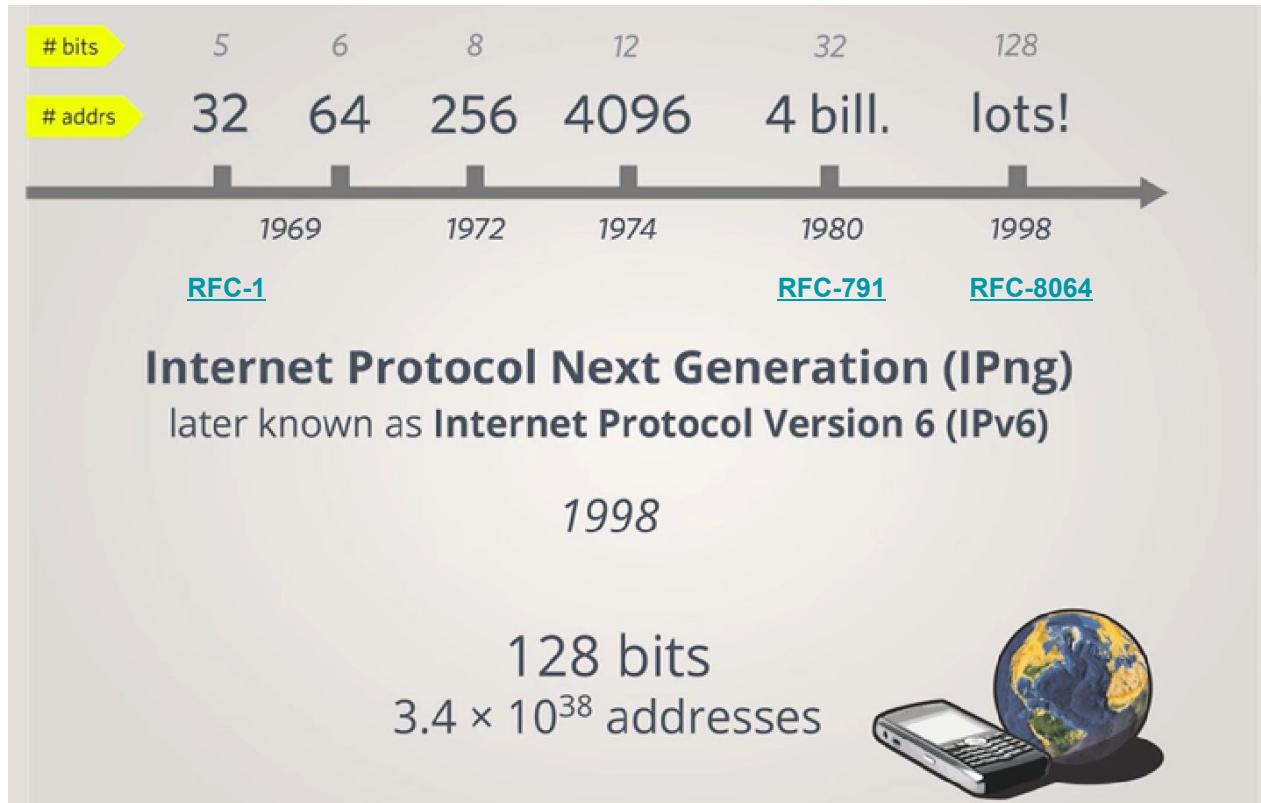 # bits 5 6 8 12 32 128
# addrs 32 64 256 4096 4 bill. lots!
1969 1972 1974 1980 1998
RFC-1 RFC-791 RFC-8064
Internet Protocol Next Generation (IPng)
later known as Internet Protocol Version 6 (IPv6)
1998
128 bits
3.4 × 10³⁸ addresses